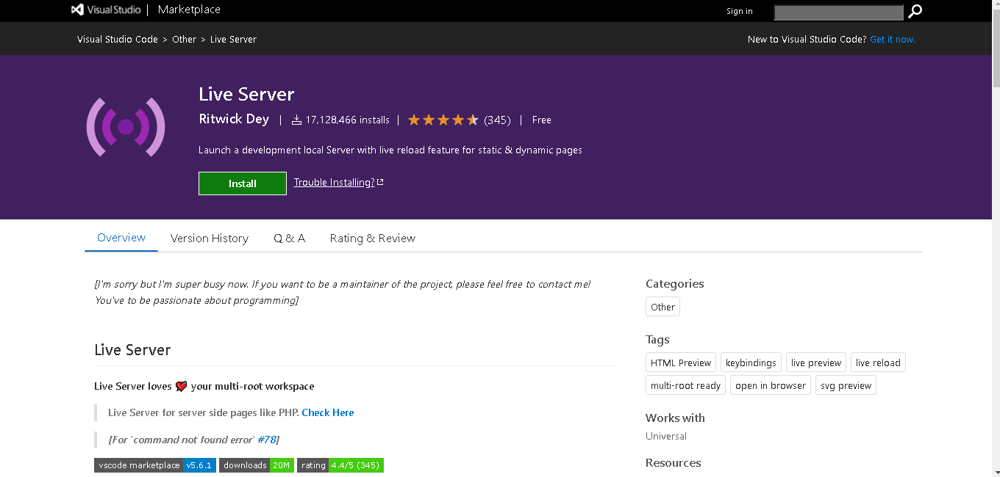 Visual Studio | Marketplace
Sign in
Visual Studio Code > Other > Live Server
New to Visual Studio Code? Get it now.
Live Server
Ritwick Dey | 17,128,466 installs | (345) | Free
Launch a development local Server with live reload feature for static & dynamic pages
Install
Trouble Installing?
Overview
Version History
Q & A
Rating & Review
[I'm sorry but I'm super busy now. If you want to be a maintainer of the project, please feel free to contact me!
You've to be passionate about programming]
Live Server
Live Server loves 💘 your multi-root workspace
Live Server for server side pages like PHP. Check Here
[For 'command not found error' #78]
vscode marketplace v5.6.1
downloads 20M
rating 4.4/5 (345)
Categories
Other
Tags
HTML Preview
keybindings
live preview
live reload
multi-root ready
open in browser
svg preview
Works with
Universal
Resources